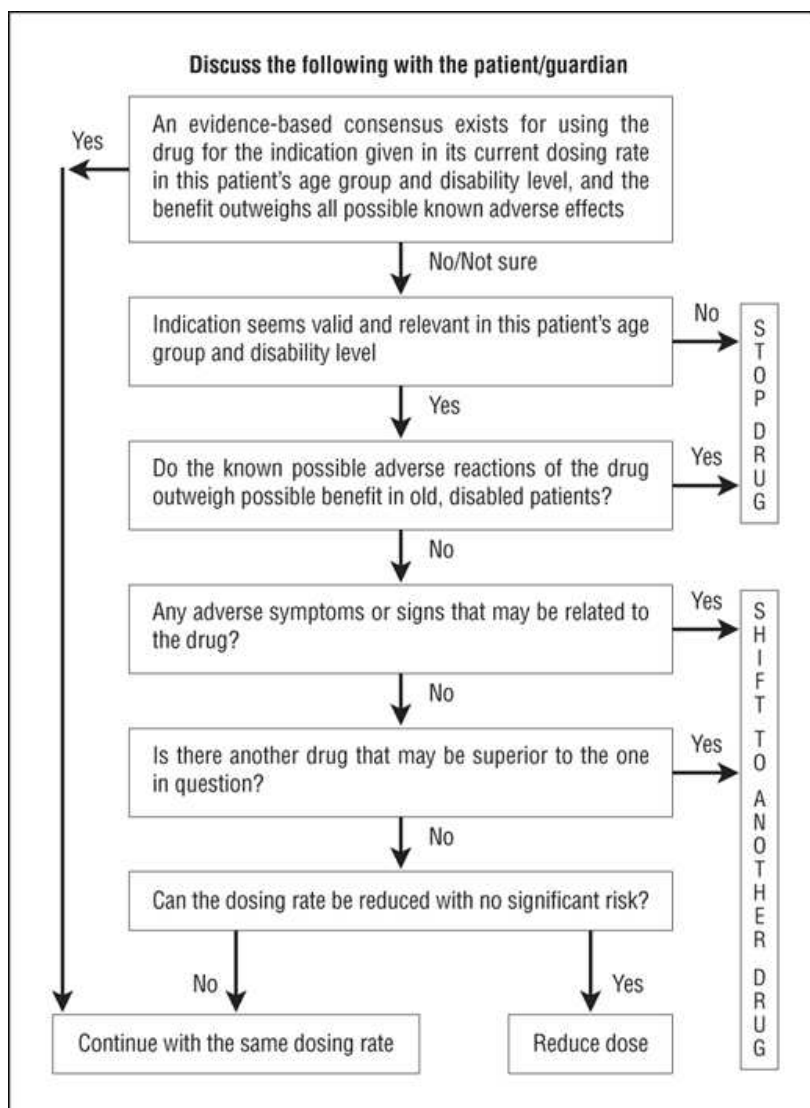 Discuss the following with the patient/guardian
Yes
An evidence-based consensus exists for using the
drug for the indication given in its current dosing rate
in this patient's age group and disability level, and the
benefit outweighs all possible known adverse effects
No/Not sure
Indication seems valid and relevant in this patient's age
group and disability level
No
STOP DRUG
Yes
Do the known possible adverse reactions of the drug
outweigh possible benefit in old, disabled patients?
Yes
No
Any adverse symptoms or signs that may be related to
the drug?
Yes
SHIFT TO ANOTHER DRUG
No
Is there another drug that may be superior to the one
in question?
Yes
No
Can the dosing rate be reduced with no significant risk?
No
Yes
Continue with the same dosing rate
Reduce dose